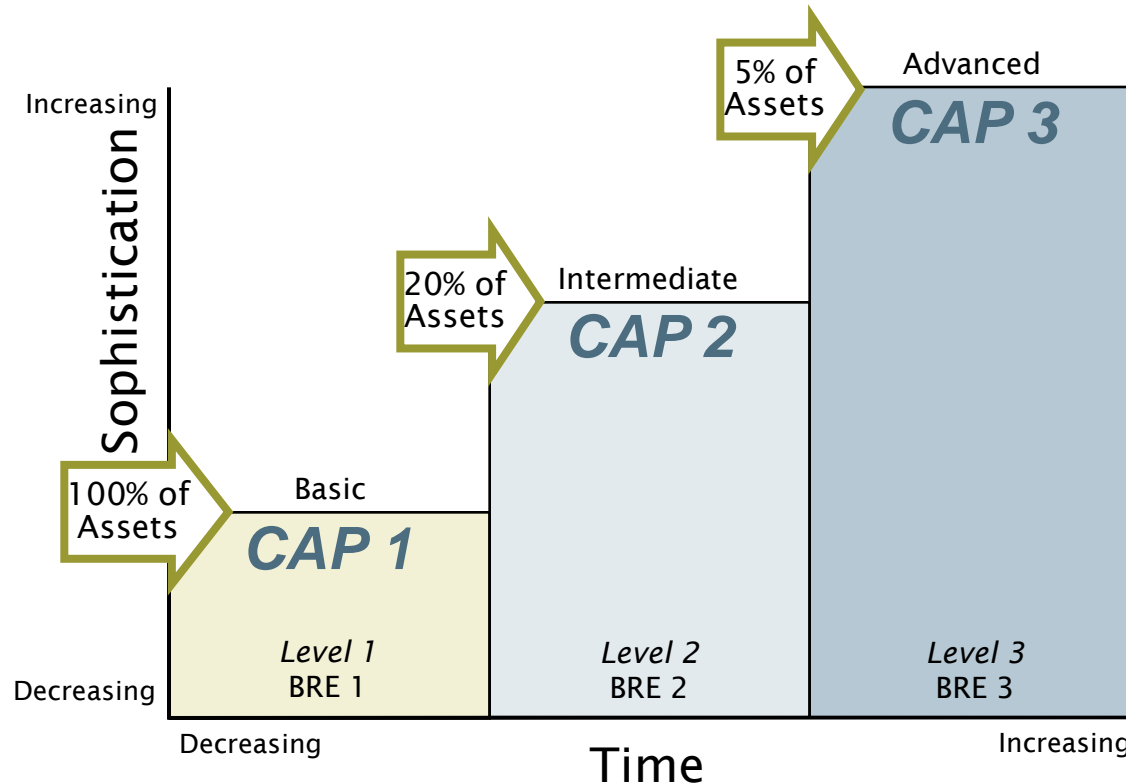 5% of
Assets
Advanced
CAP 3
Increasing
Sophistication
20% of
Assets
Intermediate
CAP 2
100% of
Assets
Basic
CAP 1
Level 1
BRE 1
Level 2
BRE 2
Level 3
BRE 3
Decreasing
Decreasing
Time
Increasing